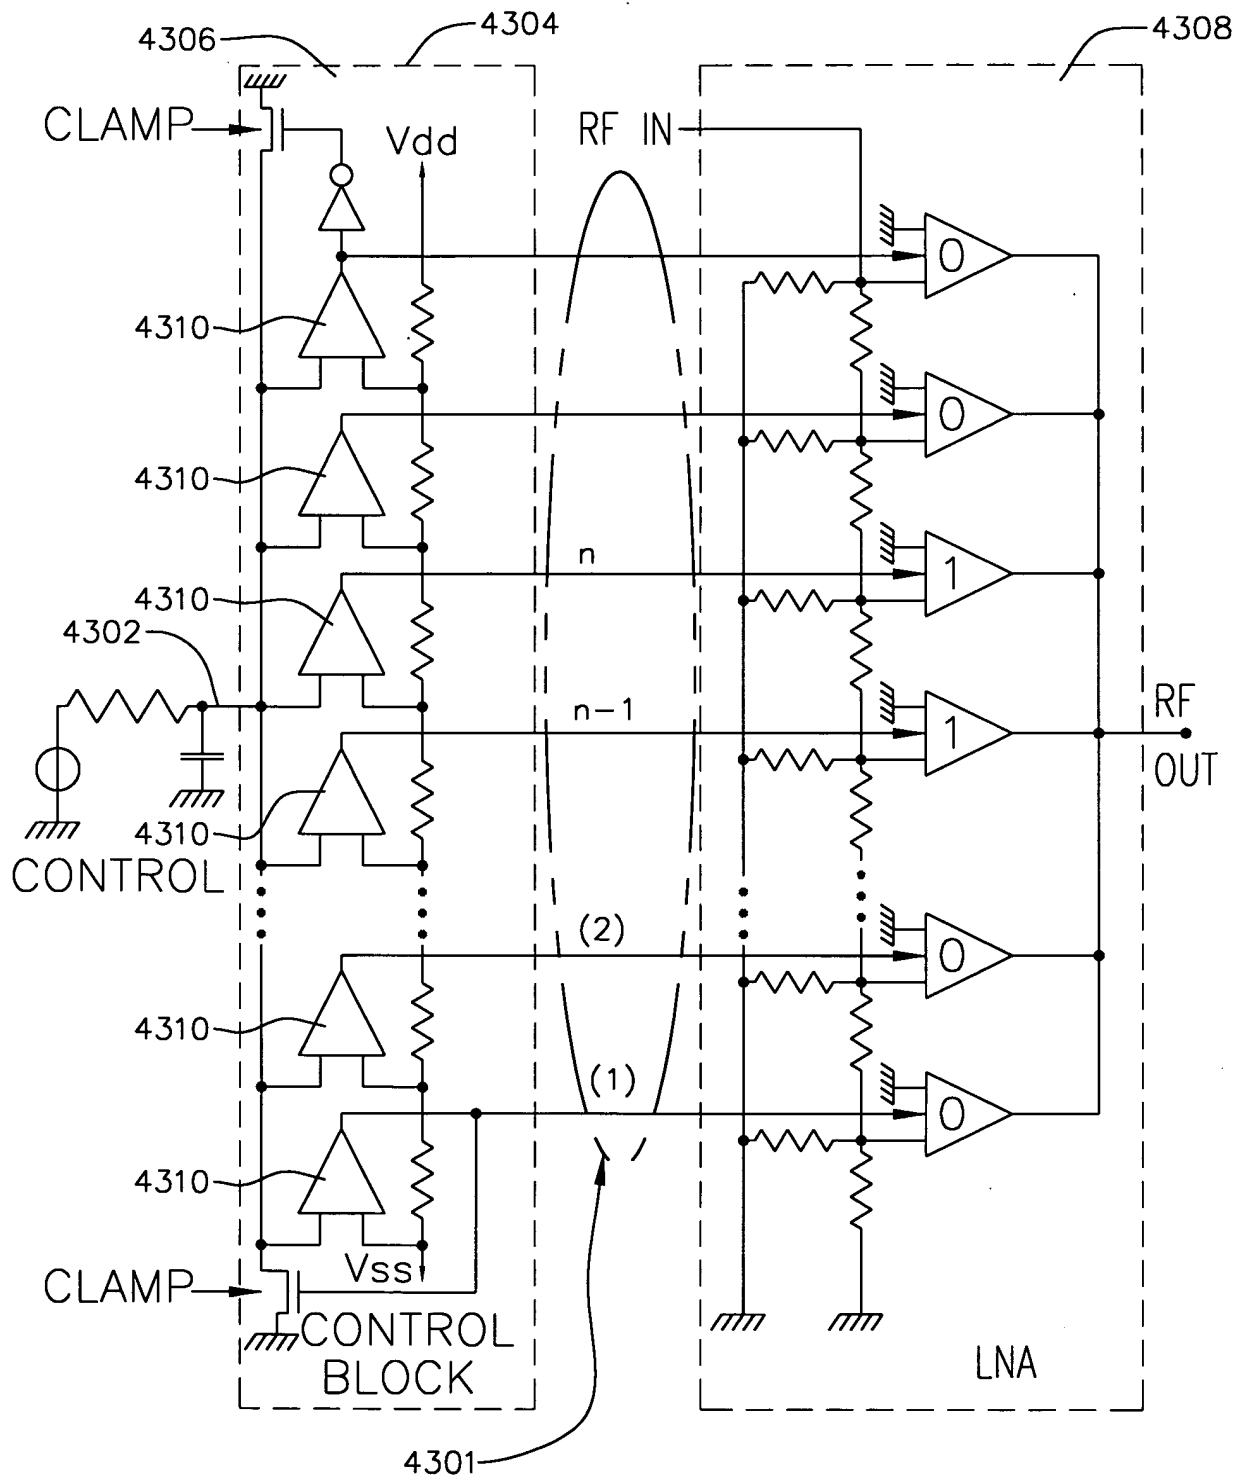 4306
4304
4308
CLAMP
Vdd
RF IN
0
4310
0
4310
n
1
4310
4302
n-1
1
RF
OUT
4310
CONTROL
(2)
0
4310
(1)
0
4310
Vss
CLAMP
CONTROL
BLOCK
LNA
4301